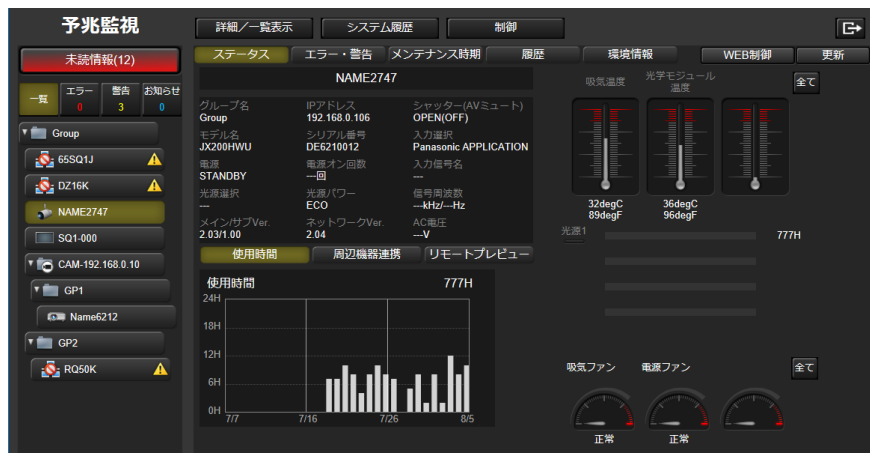 予兆監視
詳細／一覧表示 システム履歴 制御
未読情報(12)
ステータス エラー・警告 メンテナンス時期 履歴 環境情報 WEB制御 更新
一覧 エラー 0 警告 3 お知らせ 0
Group
65SQ1J
DZ16K
NAME2747
SQ1-000
CAM-192.168.0.10
GP1
Name6212
GP2
RQ50K
NAME2747
グループ名 IPアドレス シャッター(AVミュート)
Group 192.168.0.106 OPEN(OFF)
モデル名 シリアル番号 入力選択
JX200HWU DE6210012 Panasonic APPLICATION
電源 電源オン回数 入力信号名
STANDBY ---回 ---
光源選択 光源パワー 信号周波数
--- ECO ---kHz/---Hz
メイン/サブVer. ネットワークVer. AC電圧
2.03/1.00 2.04 ---V
使用時間 周辺機器連携 リモートプレビュー
使用時間 777H
24H
18H
12H
6H
0H
7/7 7/16 7/26 8/5
吸気温度 光学モジュール
温度
全て
32degC 36degC
89degF 96degF
光源1 777H
吸気ファン 電源ファン 全て
正常 正常